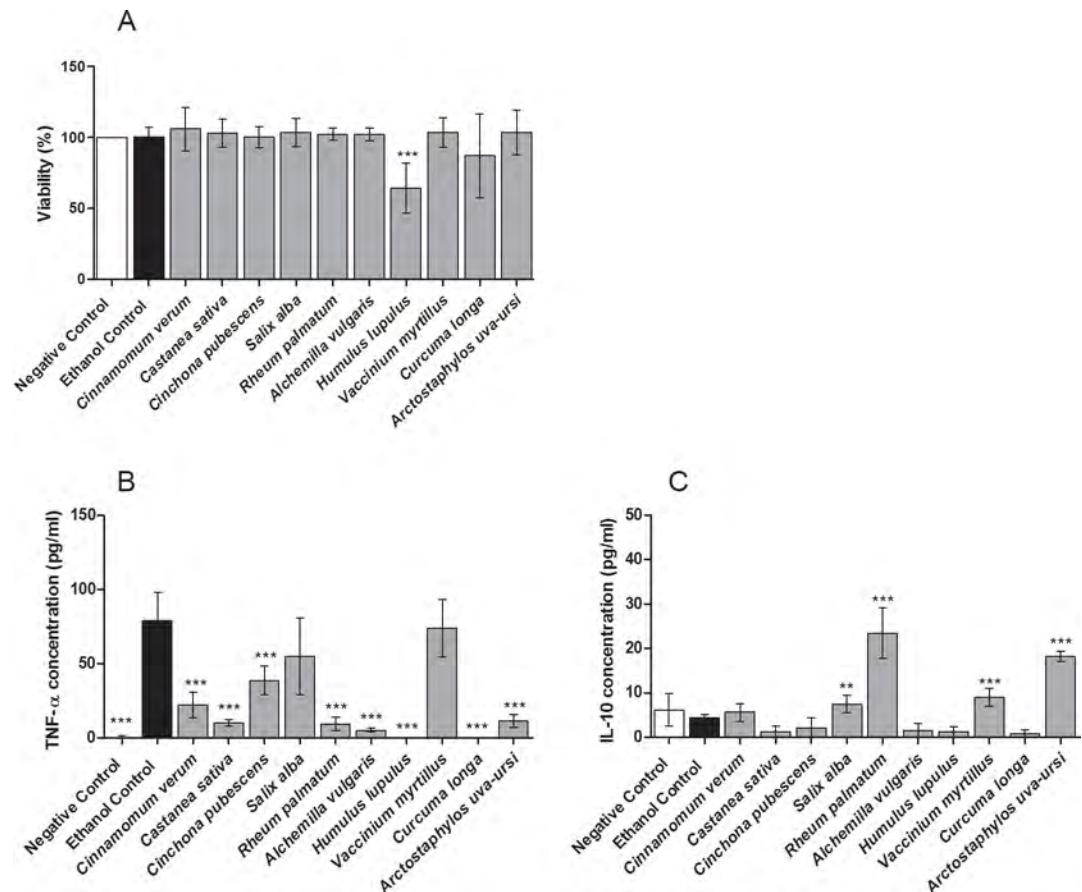 A
Viability (%)
150
100
50
0
***
Negative Control
Ethanol Control
Cinnamomum verum
Castanea sativa
Cinchona pubescens
Salix alba
Rheum palmatum
Alchemilla vulgaris
Humulus lupulus
Vaccinium myrtillus
Curcuma longa
Arctostaphylos uva-ursi
B
TNF-α concentration (pg/ml)
150
100
50
0
*** *** *** *** *** *** *** *** ***
Negative Control
Ethanol Control
Cinnamomum verum
Castanea sativa
Cinchona pubescens
Salix alba
Rheum palmatum
Alchemilla vulgaris
Humulus lupulus
Vaccinium myrtillus
Curcuma longa
Arctostaphylos uva-ursi
C
IL-10 concentration (pg/ml)
50
40
30
20
10
0
** *** *** ***
Negative Control
Ethanol Control
Cinnamomum verum
Castanea sativa
Cinchona pubescens
Salix alba
Rheum palmatum
Alchemilla vulgaris
Humulus lupulus
Vaccinium myrtillus
Curcuma longa
Arctostaphylos uva-ursi